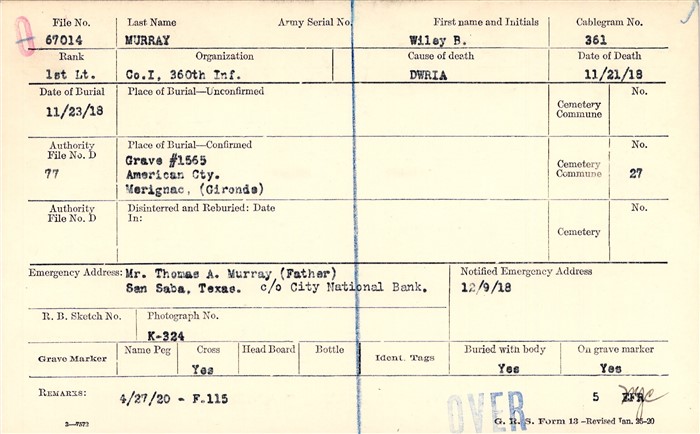 0
File No. Last Name Army Serial No. First name and Initials Cablegram No.
67014 MURRAY Wiley B. 361
Rank Organization Cause of death Date of Death
1st Lt. Co.I, 360th Inf. DWRIA 11/21/18
Date of Burial Place of Burial—Unconfirmed Cemetery Commune No.
11/23/18
Authority File No. D Place of Burial—Confirmed No.
77 Grave #1565 Cemetery Commune 27
American Cty.
Merignac, (Gironde)
Authority File No. D Disinterred and Reburied: Date No.
In:
Cemetery
Emergency Address: Mr. Thomas A. Murray (Father) Notified Emergency Address
San Saba, Texas. c/o City National Bank. 12/9/18
R. B. Sketch No. Photograph No.
K-324
Grave Marker Name Peg Cross Head Board Bottle Ident. Tags Buried with body On grave marker
Yes Yes Yes
Remarks: 4/27/20 - F.115 5
OVER
2—7572 G. R. S. Form 13 -Revised Jan. 26-20